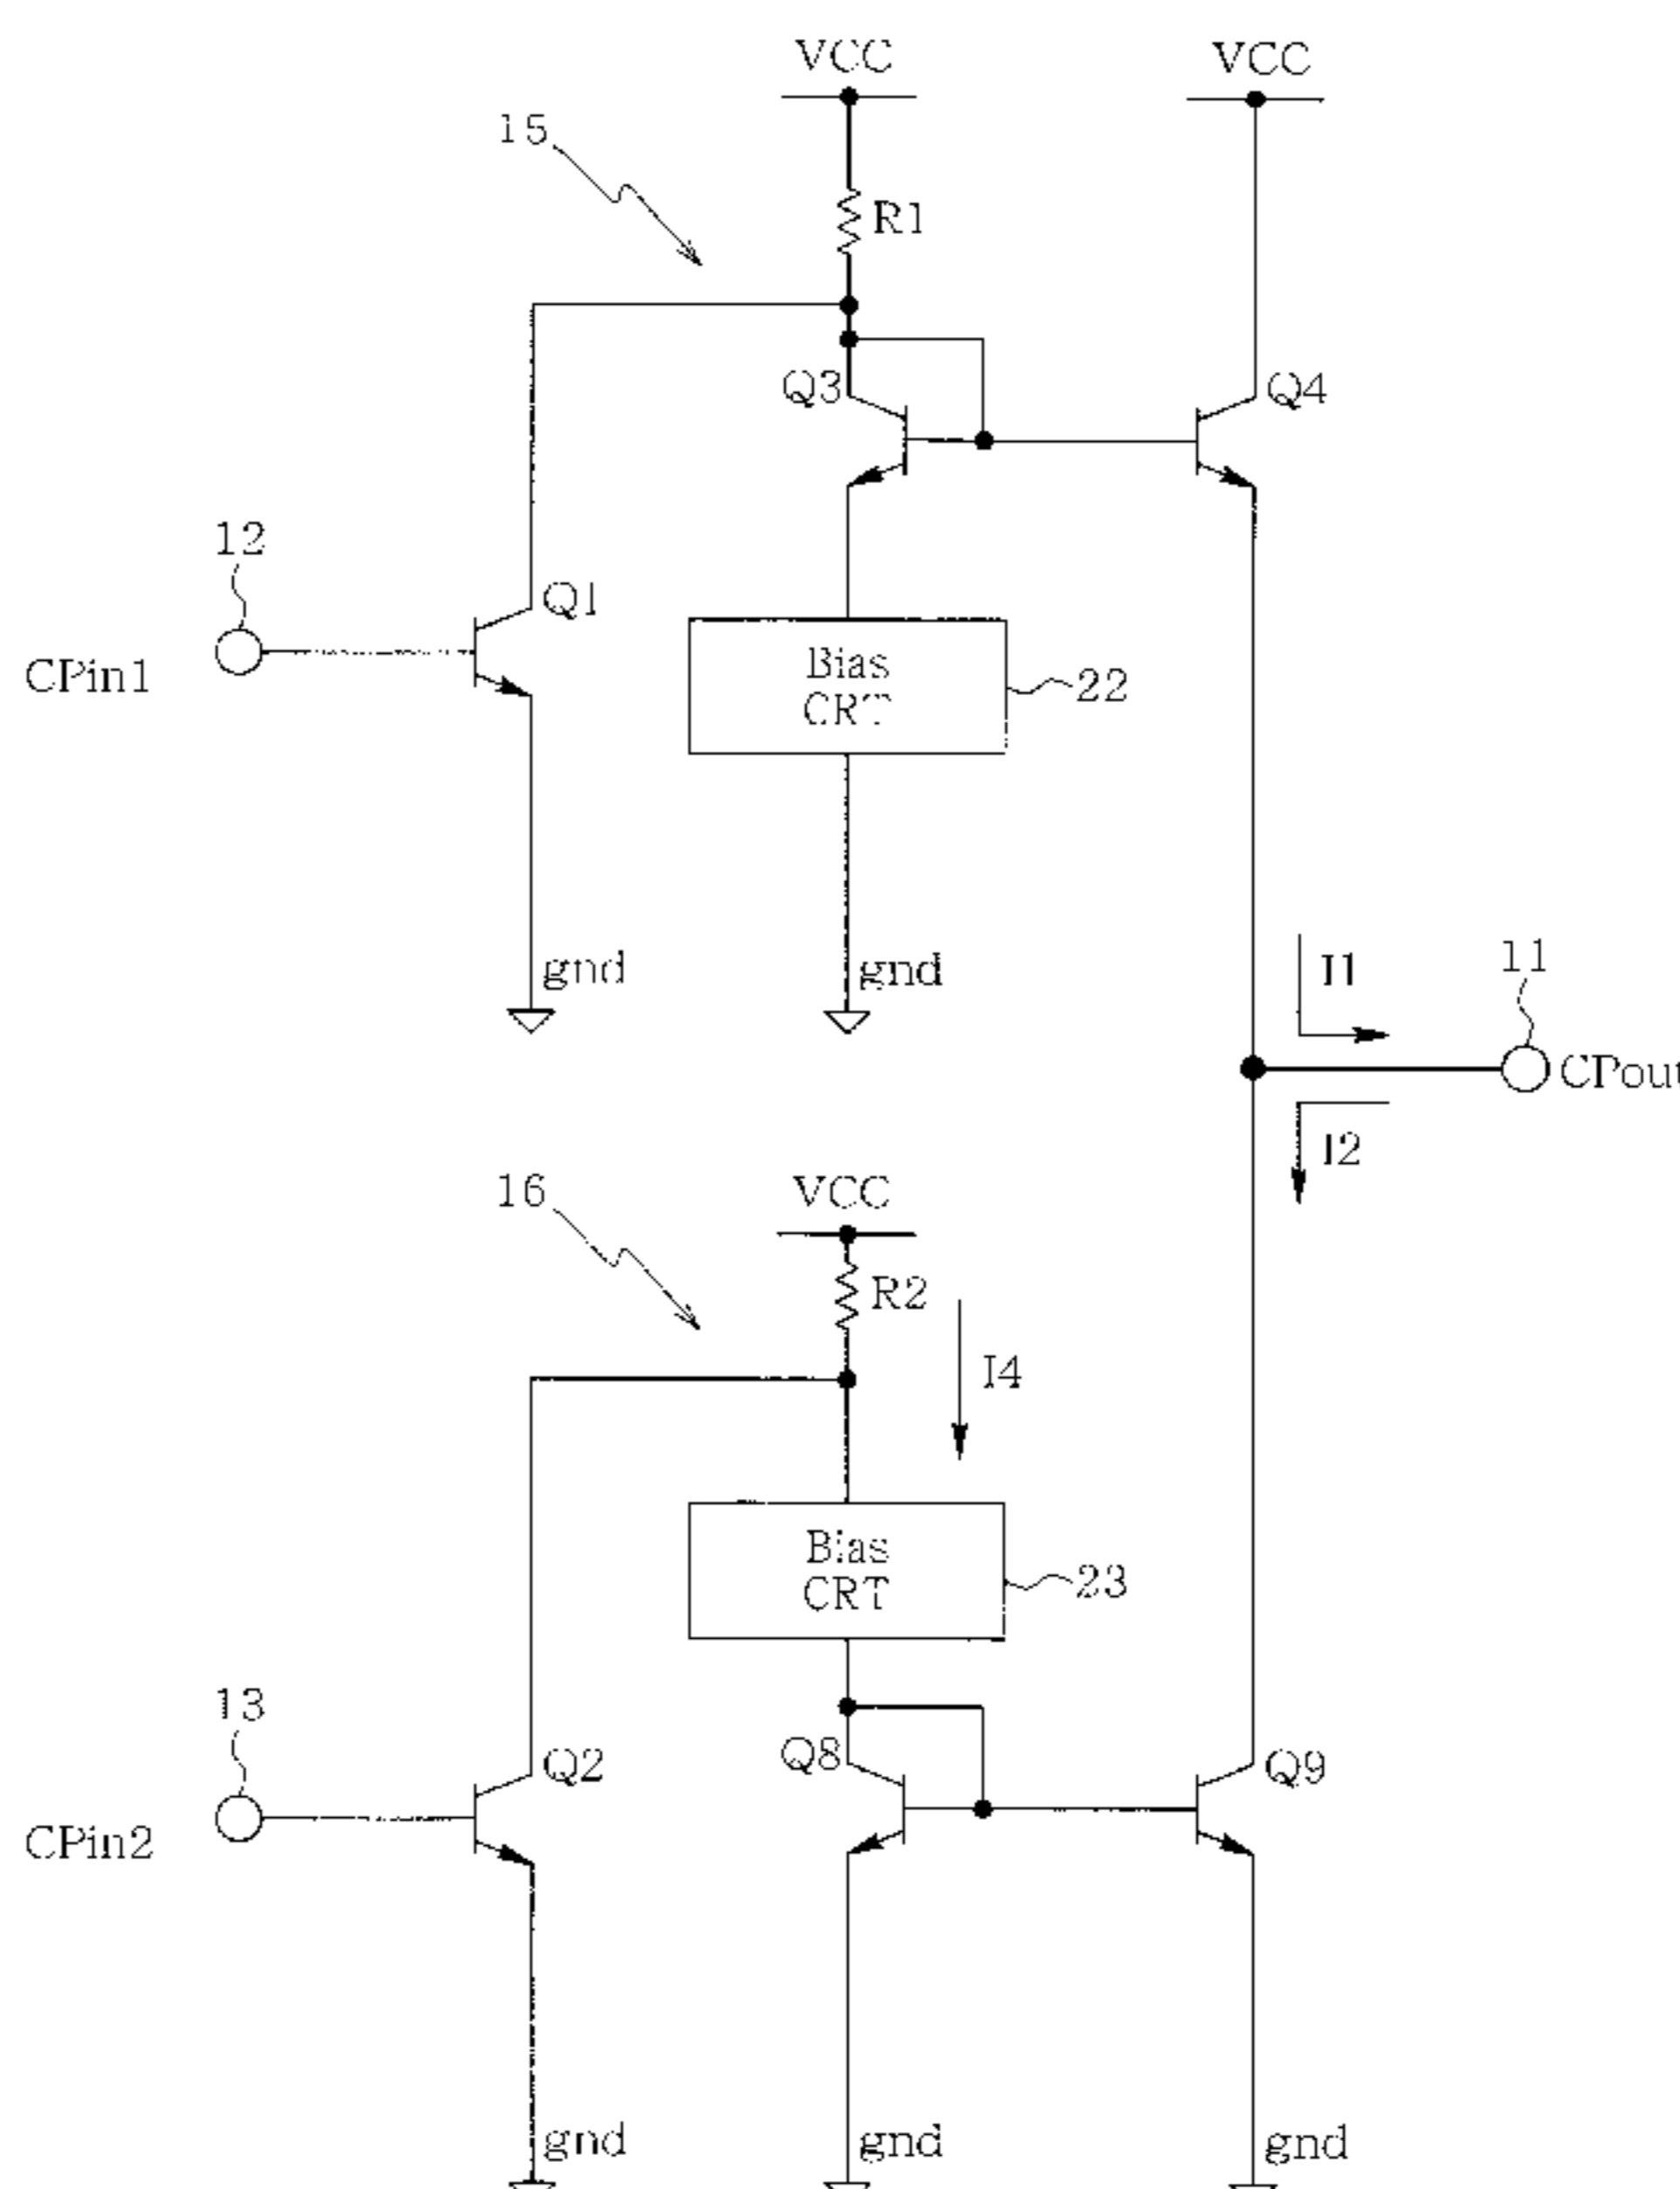 VCC
VCC
15
R1
Q3
Q4
12
Q1
CPin1
Bias
CRT
22
gnd
gnd
I1
11
CPout
I2
16
VCC
R2
I4
Bias
CRT
23
13
Q2
Q8
Q9
CPin2
gnd
gnd
gnd